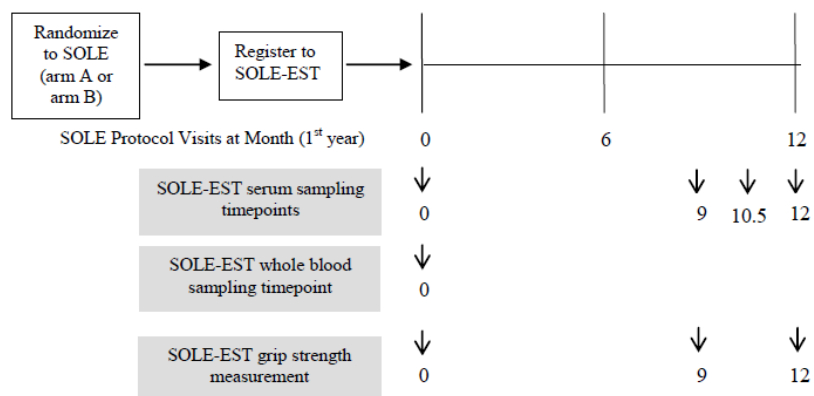 Randomize
to SOLE
(arm A or
arm B)
Register to
SOLE-EST
SOLE Protocol Visits at Month (1st year)
0 6 12
SOLE-EST serum sampling
timepoints
0 9 10.5 12
SOLE-EST whole blood
sampling timepoint
0
SOLE-EST grip strength
measurement
0 9 12